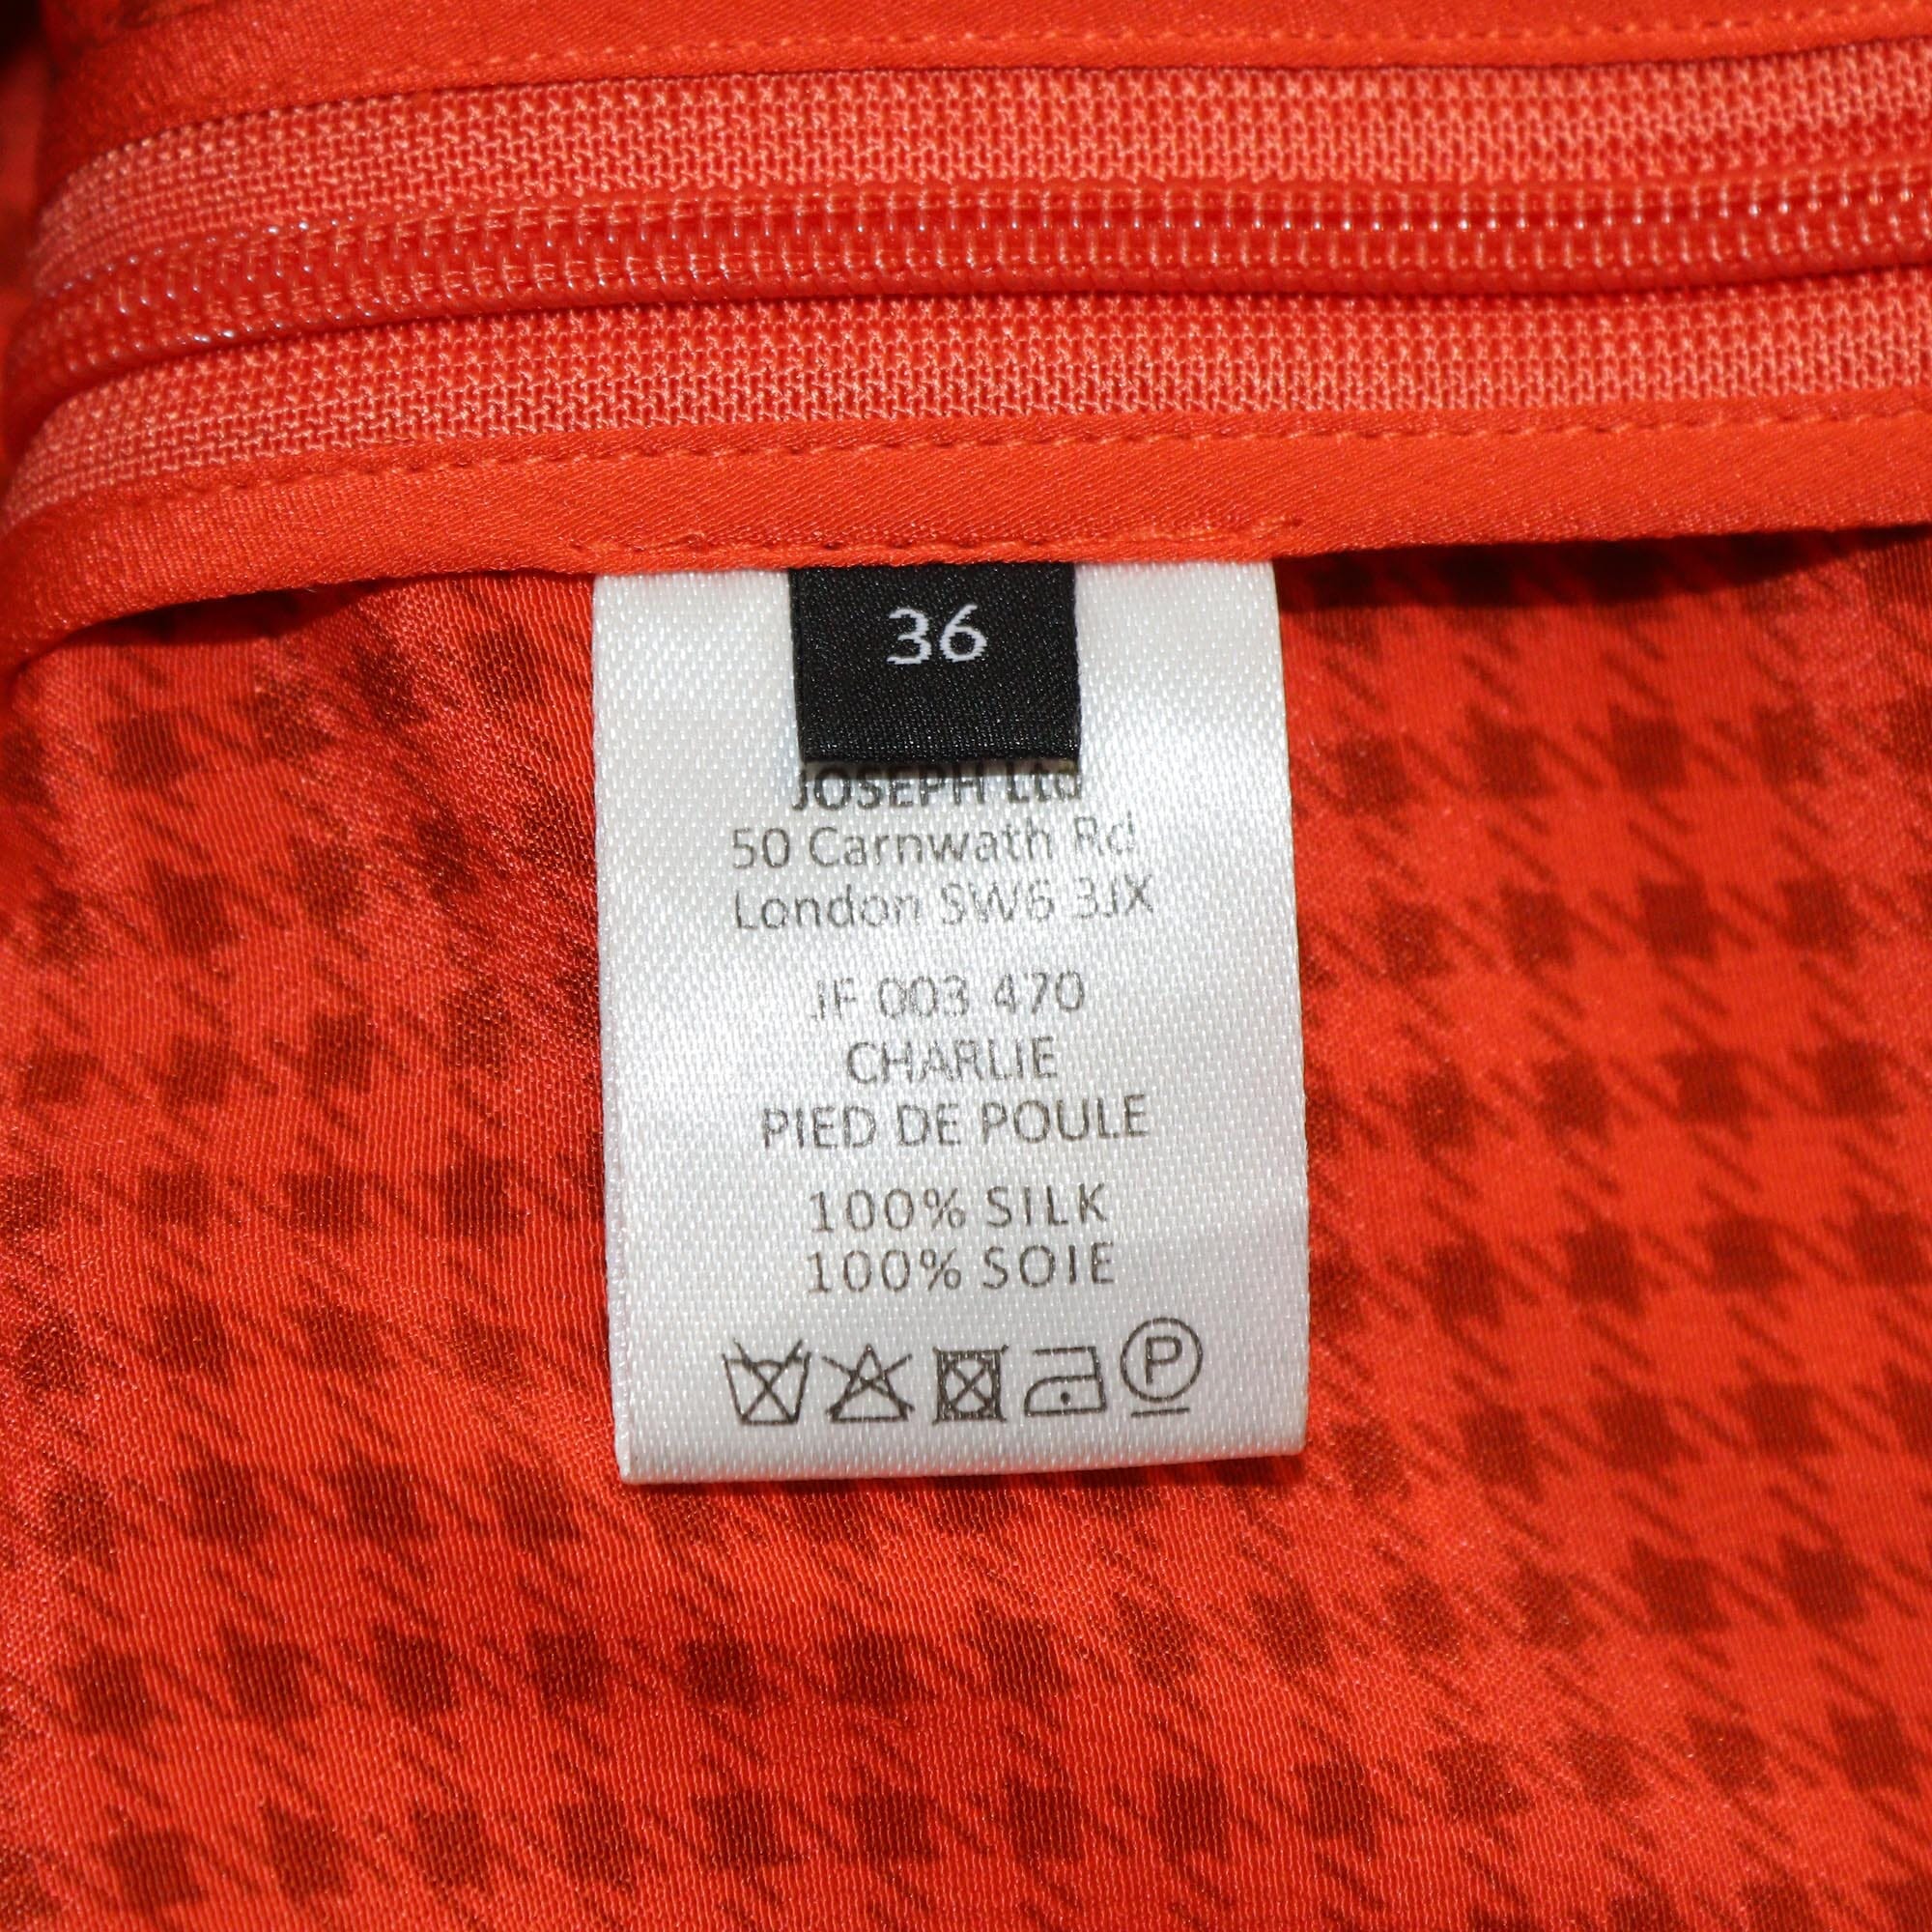 36
JOSEPH Ltd
50 Carnwath Rd
London SW6 3JX
JF 003 470
CHARLIE
PIED DE POULE
100% SILK
100% SOIE
P